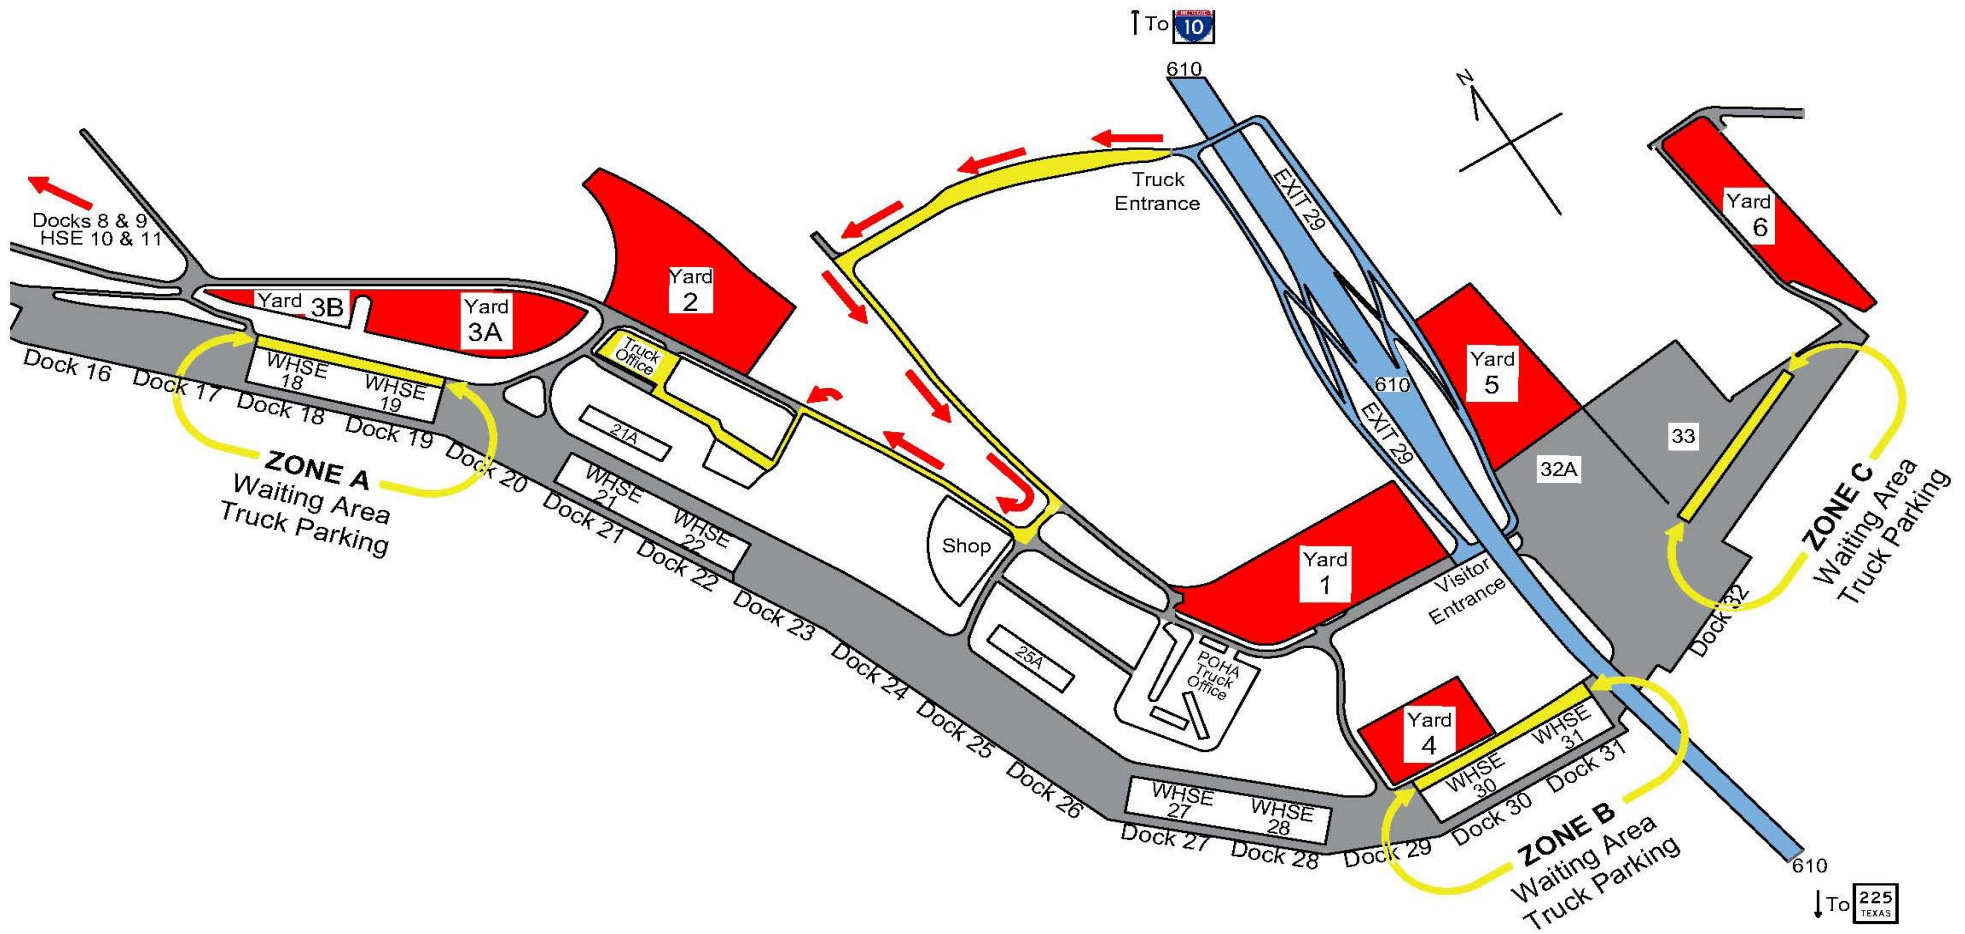 To
INTERSTATE
10
610
N
Truck
Entrance
EXIT 29
Yard
6
Docks 8 & 9
HSE 10 & 11
Yard
2
Yard 3B
Yard
3A
Truck
Office
Yard
5
610
EXIT 29
33
32A
Dock 16
Dock 17
Dock 18
Dock 19
Dock 20
WHSE
18
WHSE
19
21A
ZONE A
Waiting Area
Truck Parking
WHSE
21
WHSE
22
Dock 21
Dock 22
Dock 23
Dock 24
Dock 25
Dock 26
Shop
Yard
1
Visitor
Entrance
ZONE C
Waiting Area
Truck Parking
Dock 32
25A
POHA
Truck
Office
Yard
4
WHSE
30
WHSE
31
WHSE
27
WHSE
28
Dock 27
Dock 28
Dock 29
Dock 30
Dock 31
ZONE B
Waiting Area
Truck Parking
610
To
225
TEXAS